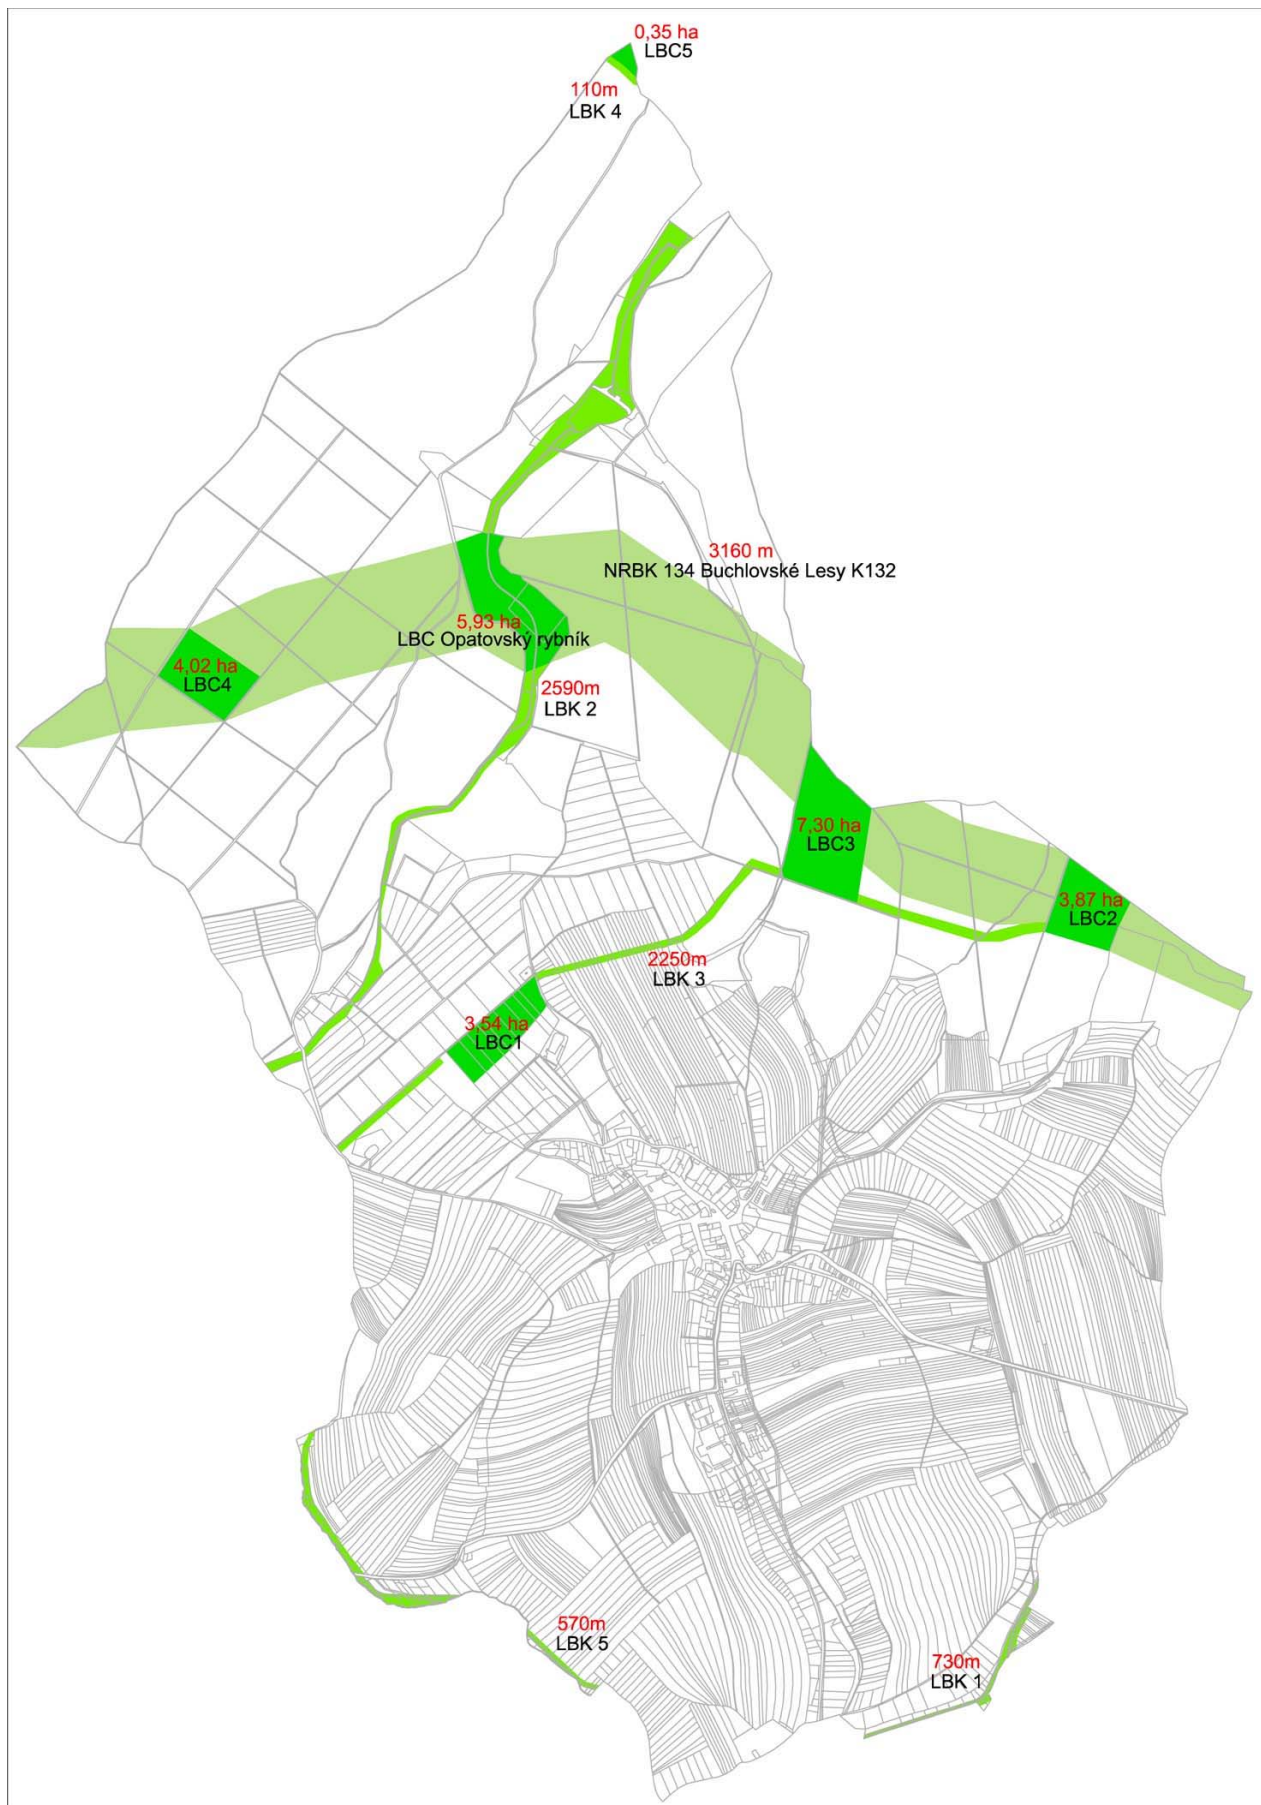 0,35 ha
LBC5
110m
LBK 4
3160 m
NRBK 134 Buchlovské Lesy K132
5,93 ha
LBC Opatovský rybník
4,02 ha
LBC4
2590m
LBK 2
7,30 ha
LBC3
3,87 ha
LBC2
2250m
LBK 3
3,54 ha
LBC1
570m
LBK 5
730m
LBK 1